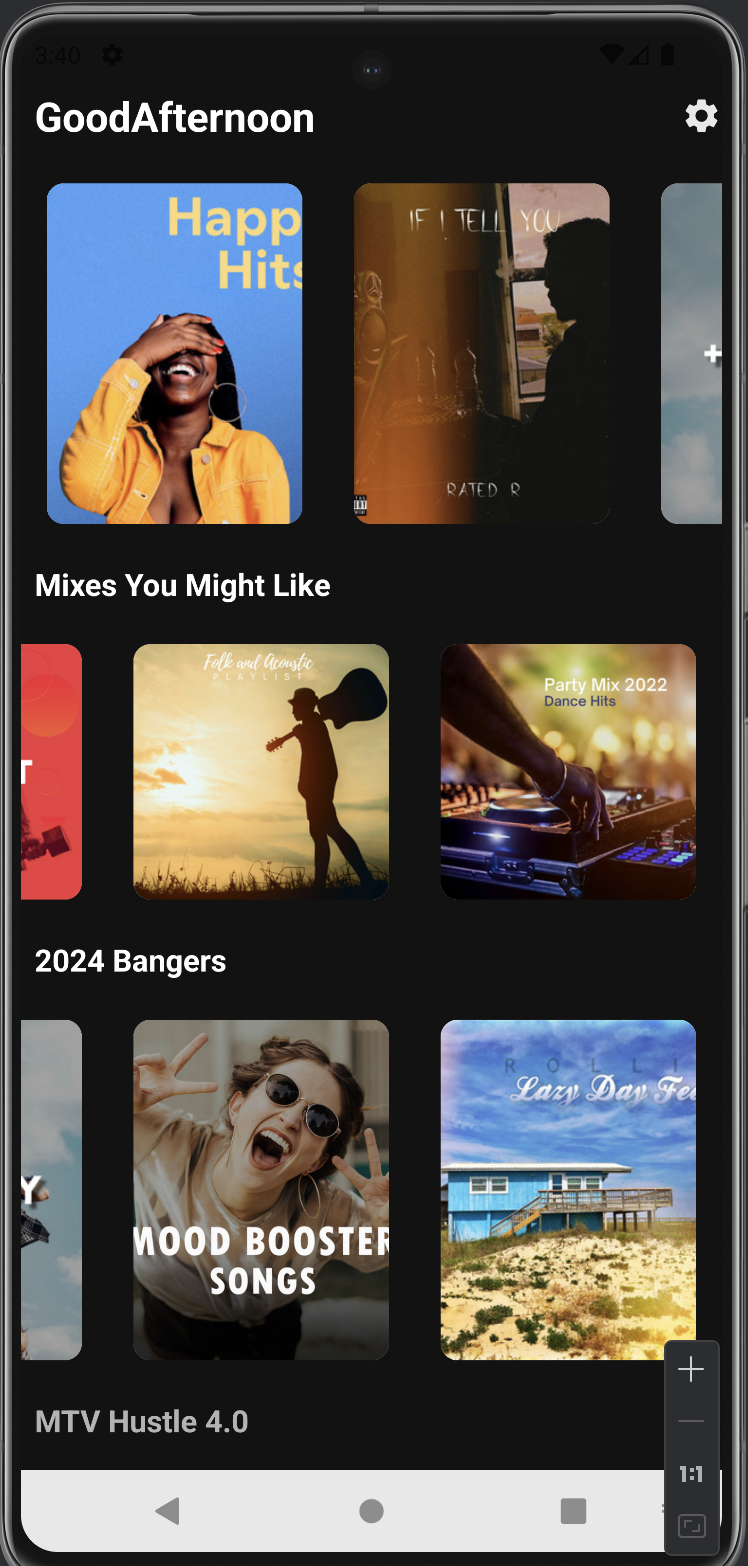 3:40
GoodAfternoon
Happ
Hits
IF I TELL YOU
RATED R
+
Mixes You Might Like
T
Folk and Acoustic
PLAYLIST
Party Mix 2022
Dance Hits
2024 Bangers
Y
MOOD BOOSTER
SONGS
ROLLI
Lazy Day Fee
MTV Hustle 4.0
1:1